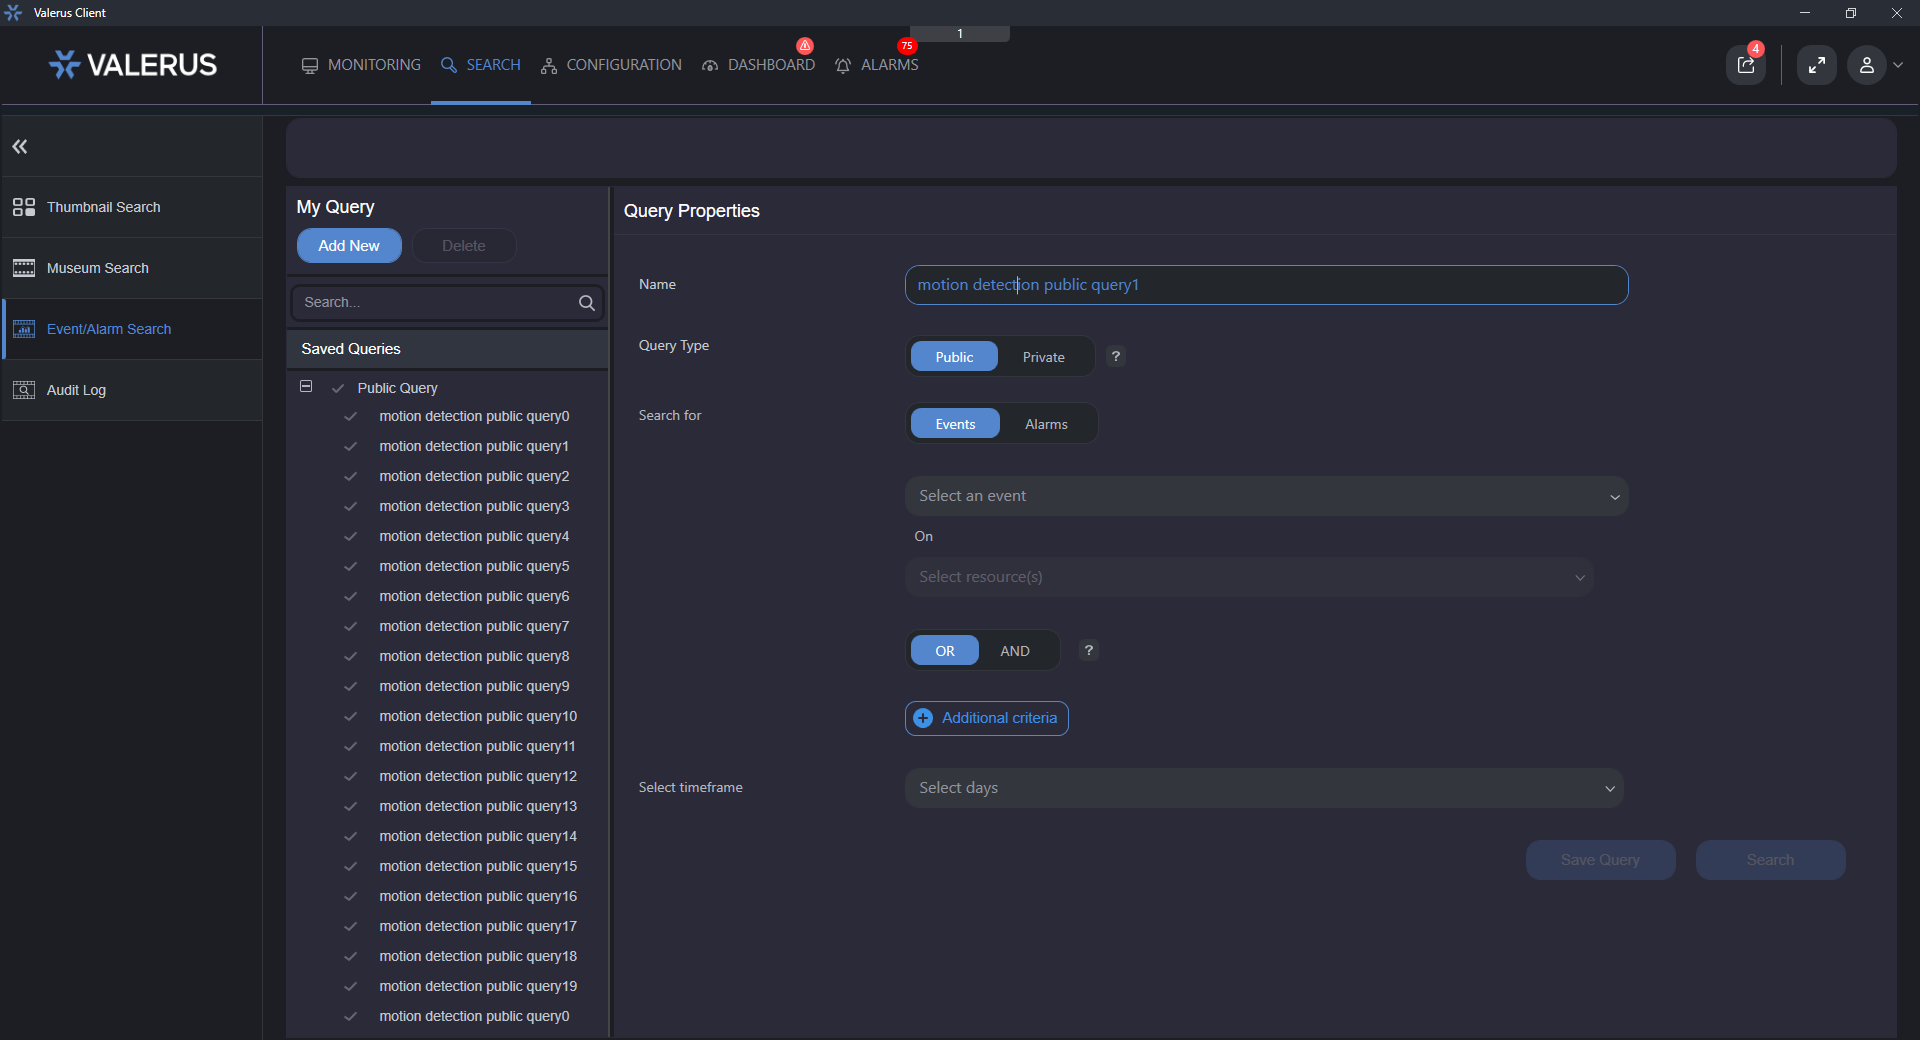 Valerus Client
1
VALERUS
MONITORING
SEARCH
CONFIGURATION
DASHBOARD
75
ALARMS
4
Thumbnail Search
Museum Search
Event/Alarm Search
Audit Log
My Query
Add New
Delete
Search...
Saved Queries
Public Query
motion detection public query0
motion detection public query1
motion detection public query2
motion detection public query3
motion detection public query4
motion detection public query5
motion detection public query6
motion detection public query7
motion detection public query8
motion detection public query9
motion detection public query10
motion detection public query11
motion detection public query12
motion detection public query13
motion detection public query14
motion detection public query15
motion detection public query16
motion detection public query17
motion detection public query18
motion detection public query19
motion detection public query0
Query Properties
Name
motion detection public query1
Query Type
Public
Private
?
Search for
Events
Alarms
Select an event
On
Select resource(s)
OR
AND
?
Additional criteria
Select timeframe
Select days
Save Query
Search